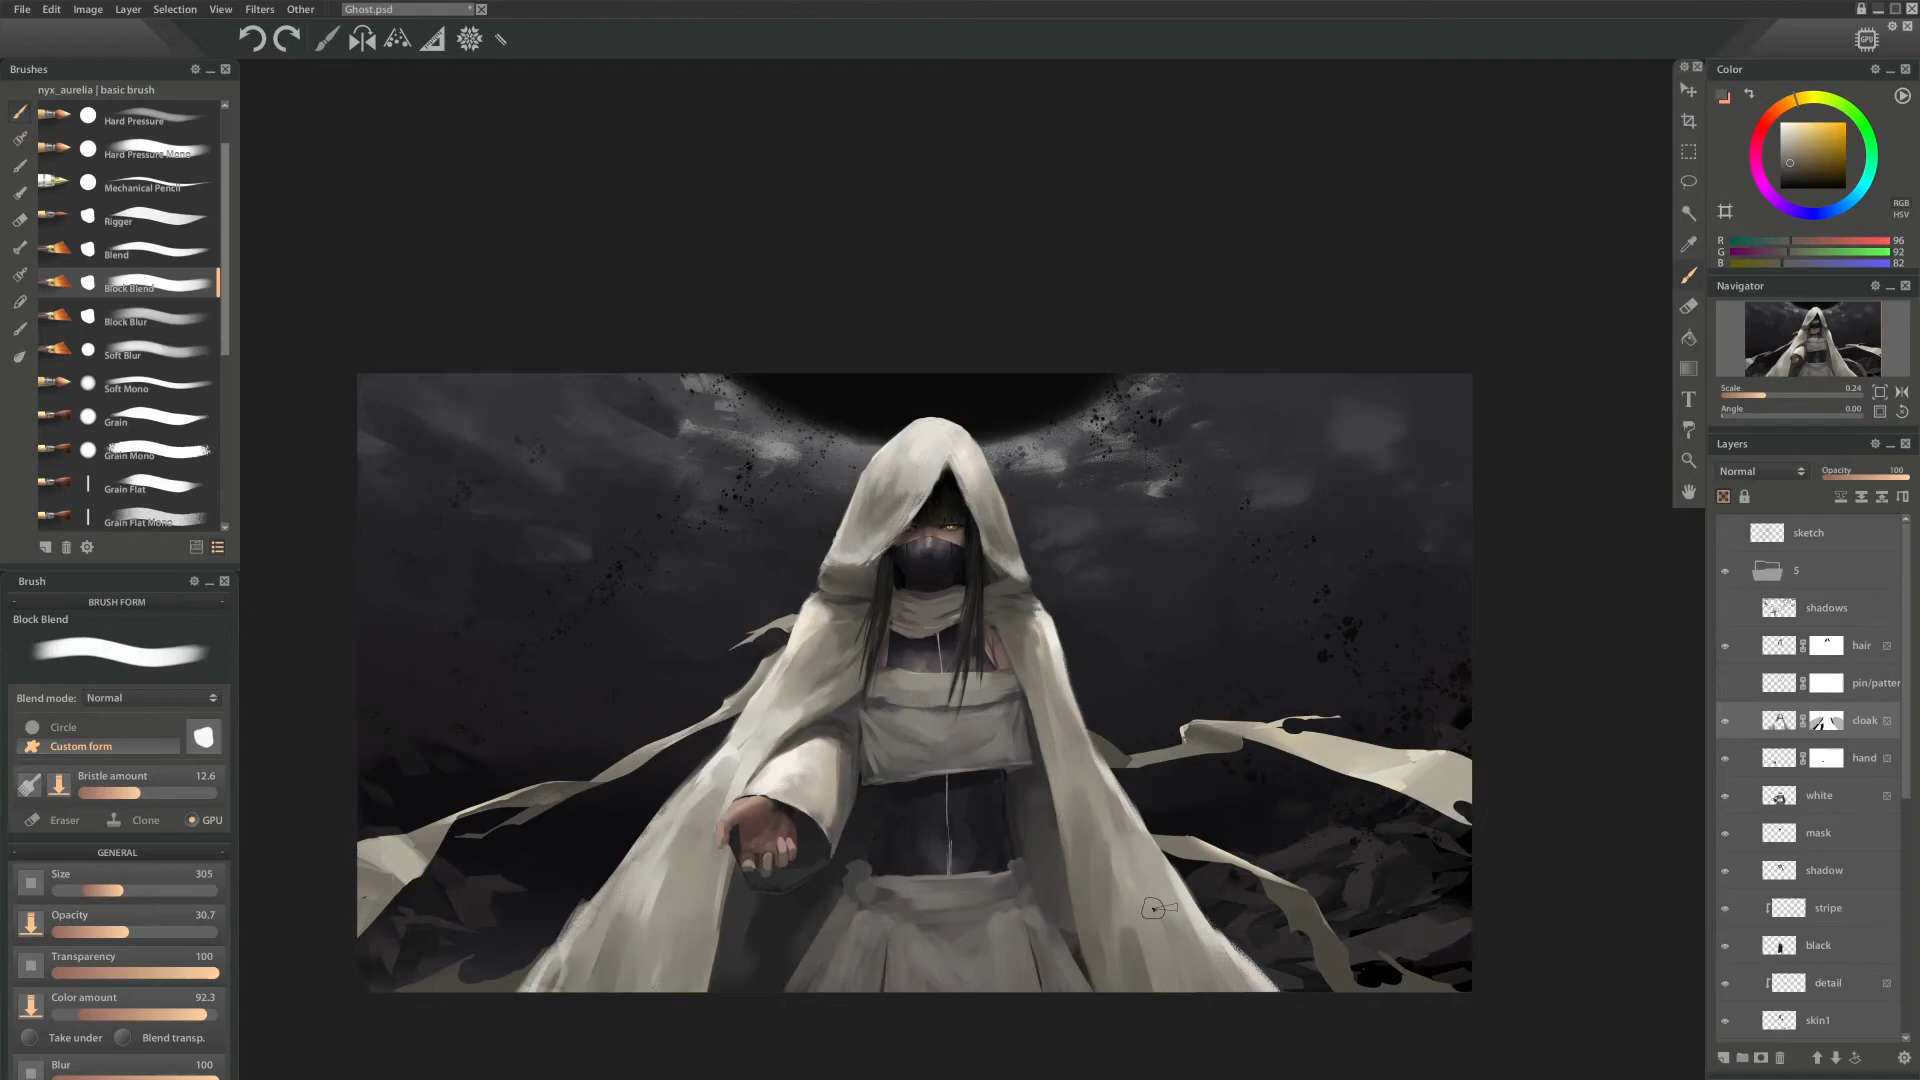 File Edit Image Layer Selection View Filters Other
Ghost.psd *
GPU
Brushes
nyx_aurelia | basic brush
Hard Pressure
Hard Pressure Mono
Mechanical Pencil
Rigger
Blend
Block Blend
Block Blur
Soft Blur
Soft Mono
Grain
Grain Mono
Grain Flat
Grain Flat Mono
Brush
BRUSH FORM
Block Blend
Blend mode: Normal
Circle
Custom form
Bristle amount 12.6
Eraser Clone GPU
GENERAL
Size 305
Opacity 30.7
Transparency 100
Color amount 92.3
Take under Blend transp.
Blur 100
T
Color
RGB
HSV
R 96
G 92
B 82
Navigator
Scale 0.24
Angle 0.00
Layers
Normal Opacity 100
sketch
5
shadows
hair
pin/patter
cloak
hand
white
mask
shadow
stripe
black
detail
skin1